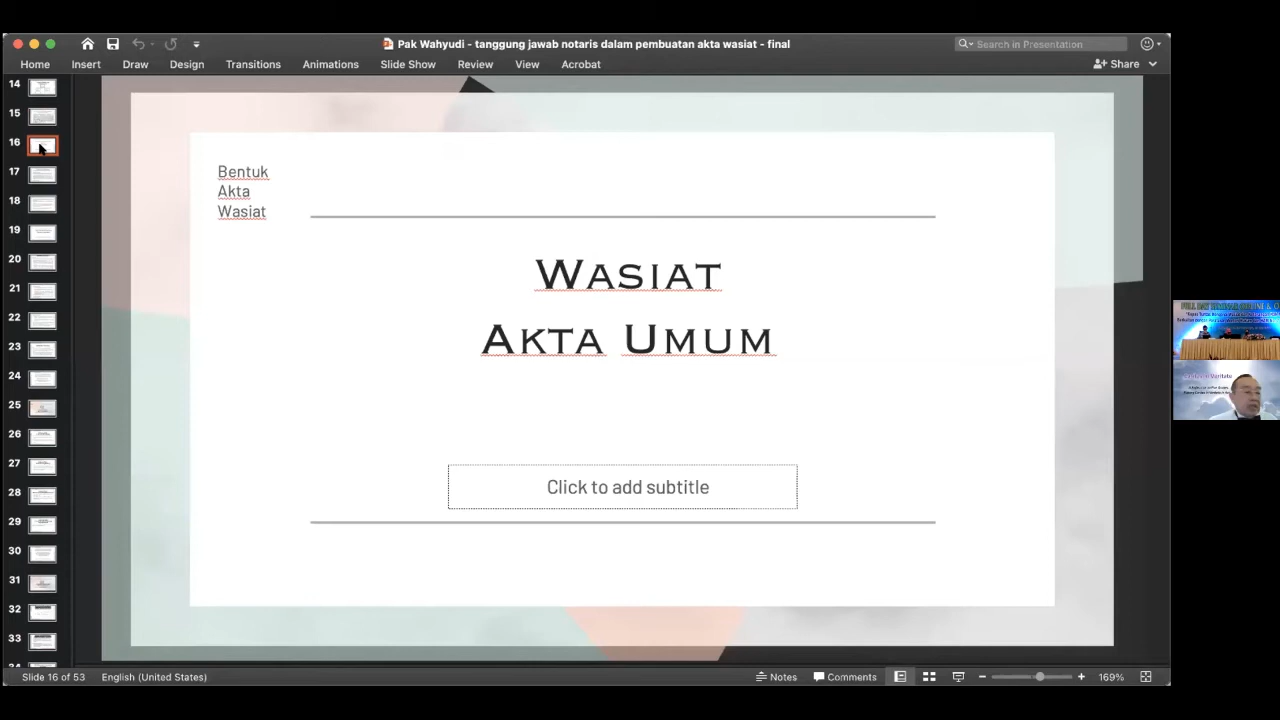 Pak Wahyudi - tanggung jawab notaris dalam pembuatan akta wasiat - final
Search in Presentation
Home Insert Draw Design Transitions Animations Slide Show Review View Acrobat
Share
14
15
16
17
18
19
20
21
22
23
24
25
26
27
28
29
30
31
32
33
Bentuk
Akta
Wasiat
WASIAT
AKTA UMUM
Click to add subtitle
Slide 16 of 53 English (United States)
Notes Comments 169%